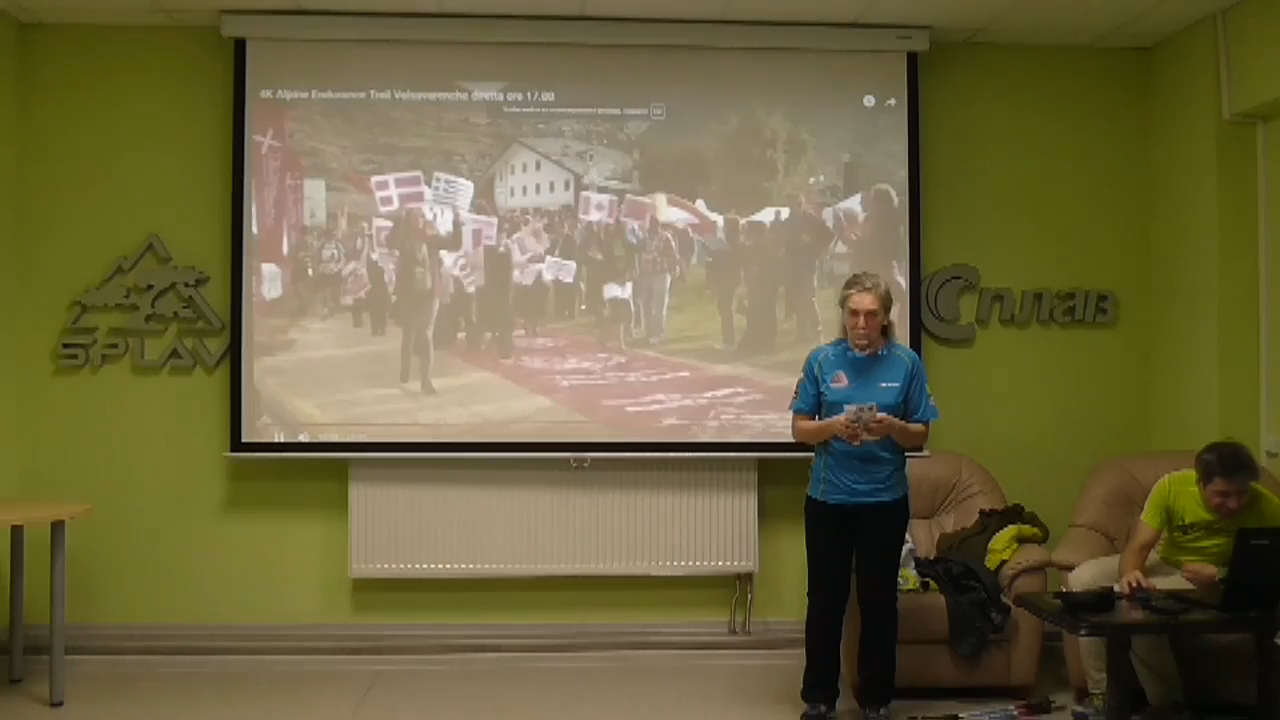 4K Alpine Endurance Trail Valsavarenche diretta ore 17.00
SPLAV
Сплав